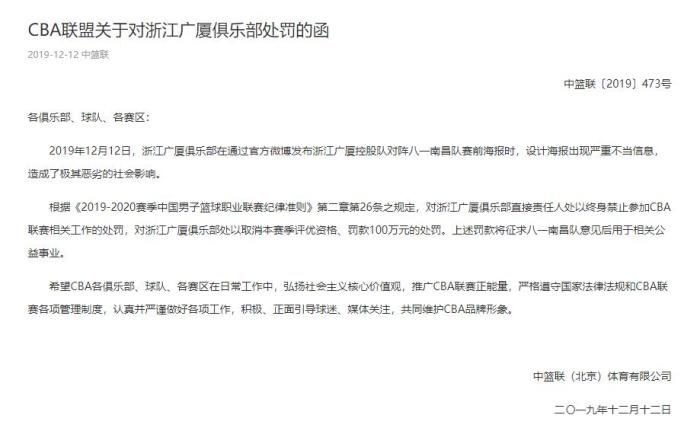 CBA联盟关于对浙江广厦俱乐部处罚的函
2019-12-12 中篮联
中篮联〔2019〕473号
各俱乐部、球队、各赛区：
2019年12月12日，浙江广厦俱乐部在通过官方微博发布浙江广厦控股队对阵八一南昌队赛前海报时，设计海报出现严重不当信息，
造成了极其恶劣的社会影响。
根据《2019-2020赛季中国男子篮球职业联赛纪律准则》第二章第26条之规定，对浙江广厦俱乐部直接责任人处以终身禁止参加CBA
联赛相关工作的处罚，对浙江广厦俱乐部处以取消本赛季评优资格、罚款100万元的处罚。上述罚款将征求八一南昌队意见后用于相关公
益事业。
希望CBA各俱乐部、球队、各赛区在日常工作中，弘扬社会主义核心价值观，推广CBA联赛正能量，严格遵守国家法律法规和CBA联
赛各项管理制度，认真并严谨做好各项工作，积极、正面引导球迷、媒体关注，共同维护CBA品牌形象。
中篮联（北京）体育有限公司
二〇一九年十二月十二日